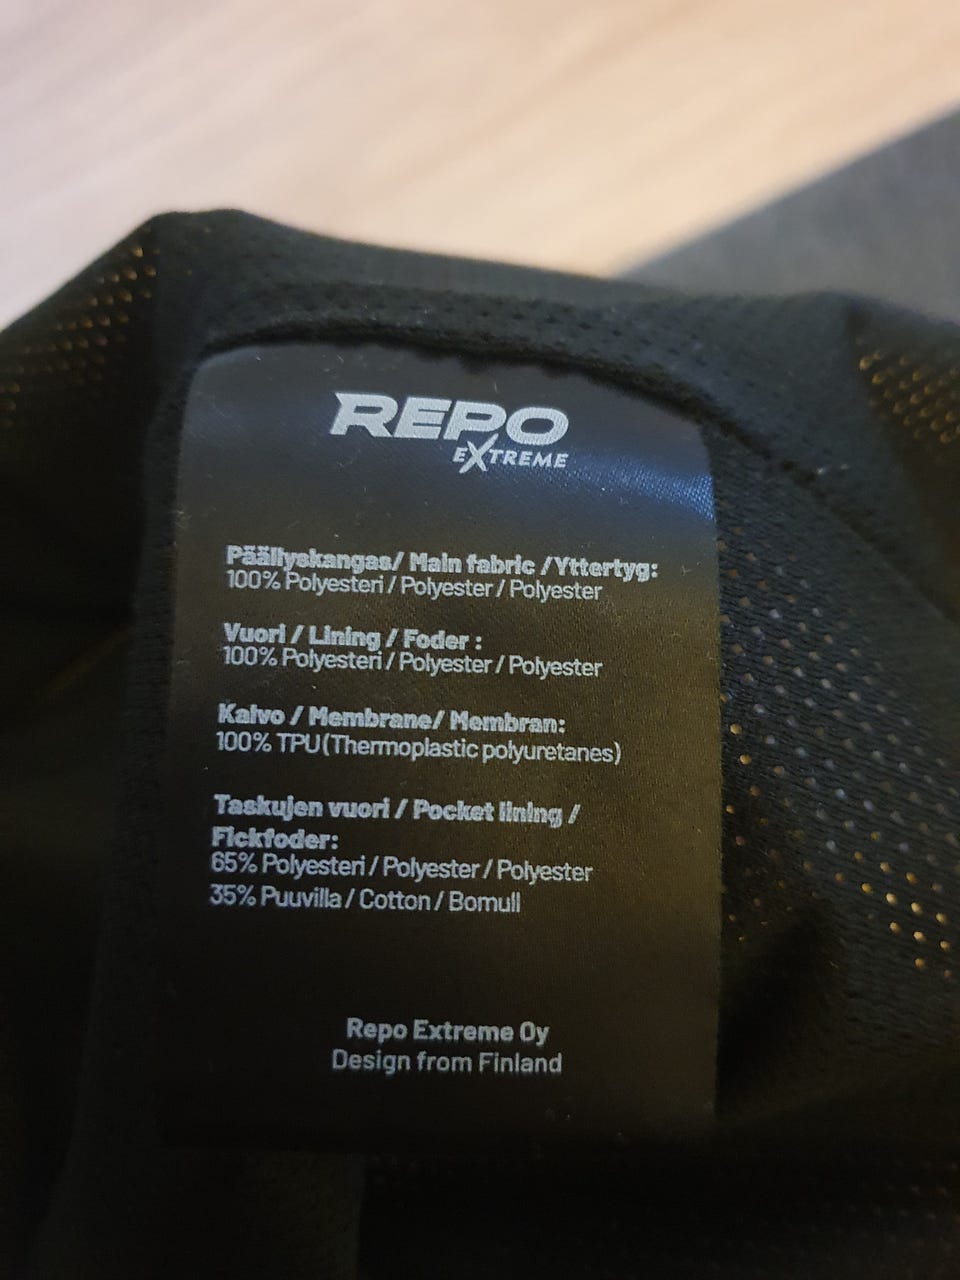 REPO
EXTREME
Päällyskangas/ Main fabric /Yttertyg:
100% Polyesteri / Polyester / Polyester
Vuori / Lining / Foder :
100% Polyesteri / Polyester / Polyester
Kalvo / Membrane/ Membran:
100% TPU(Thermoplastic polyuretanes)
Taskujen vuori / Pocket lining /
Fickfoder:
65% Polyesteri / Polyester / Polyester
35% Puuvilla / Cotton / Bomull
Repo Extreme Oy
Design from Finland